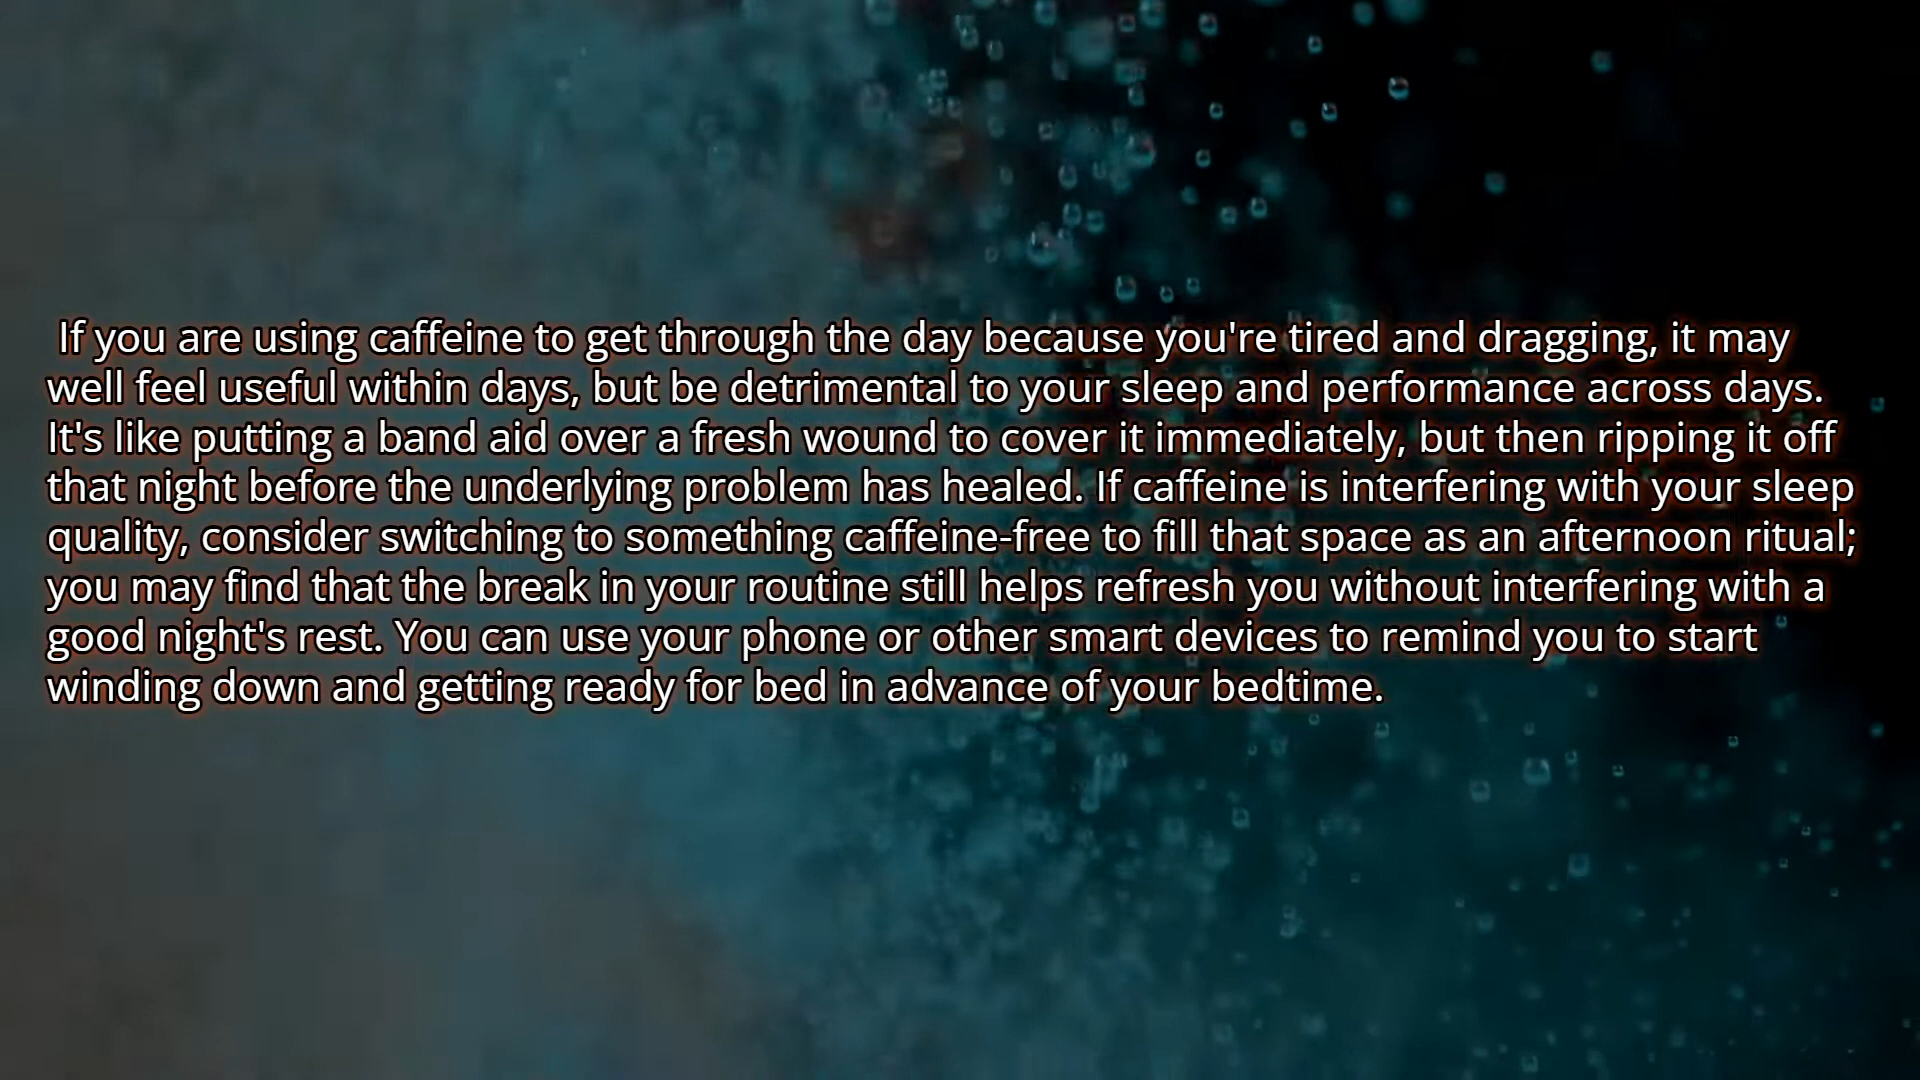 If you are using caffeine to get through the day because you're tired and dragging, it may
well feel useful within days, but be detrimental to your sleep and performance across days.
It's like putting a band aid over a fresh wound to cover it immediately, but then ripping it off
that night before the underlying problem has healed. If caffeine is interfering with your sleep
quality, consider switching to something caffeine-free to fill that space as an afternoon ritual;
you may find that the break in your routine still helps refresh you without interfering with a
good night's rest. You can use your phone or other smart devices to remind you to start
winding down and getting ready for bed in advance of your bedtime.